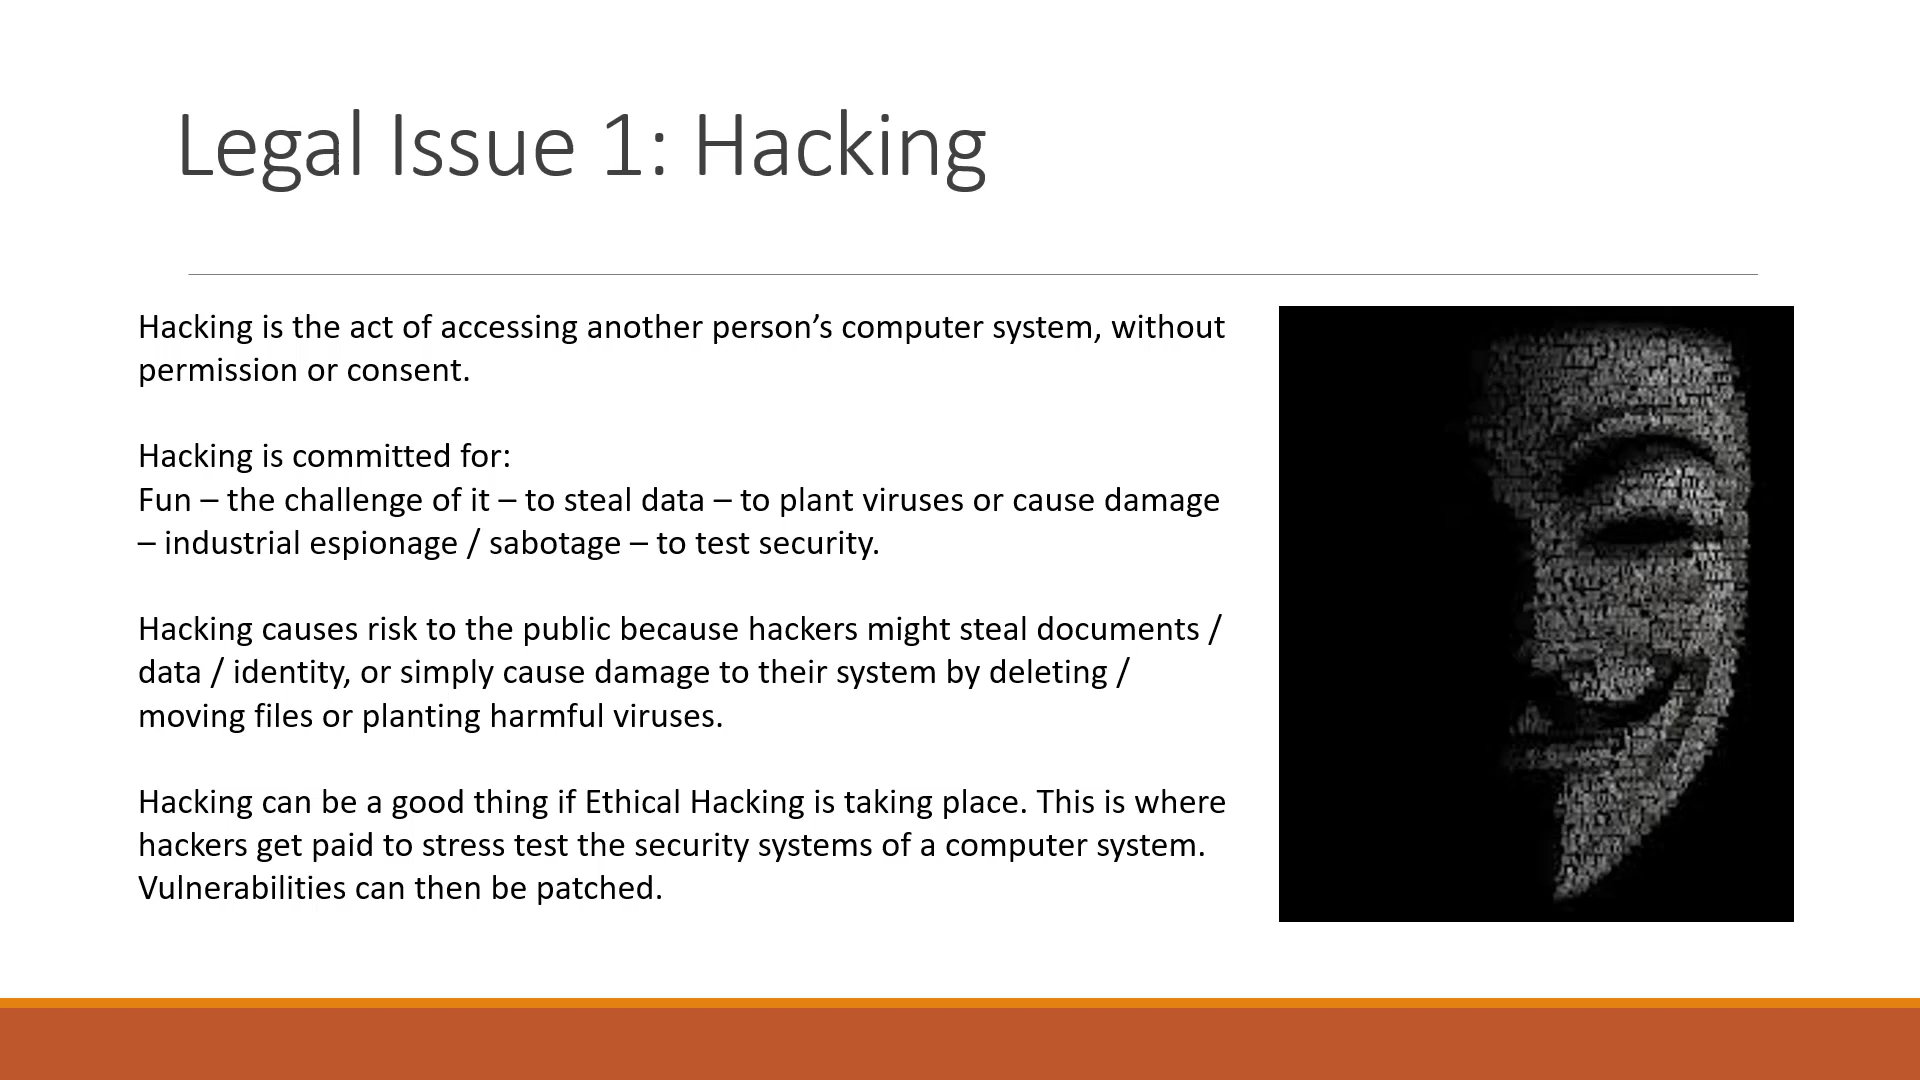 Legal Issue 1: Hacking
Hacking is the act of accessing another person’s computer system, without
permission or consent.
Hacking is committed for:
Fun – the challenge of it – to steal data – to plant viruses or cause damage
– industrial espionage / sabotage – to test security.
Hacking causes risk to the public because hackers might steal documents /
data / identity, or simply cause damage to their system by deleting /
moving files or planting harmful viruses.
Hacking can be a good thing if Ethical Hacking is taking place. This is where
hackers get paid to stress test the security systems of a computer system.
Vulnerabilities can then be patched.